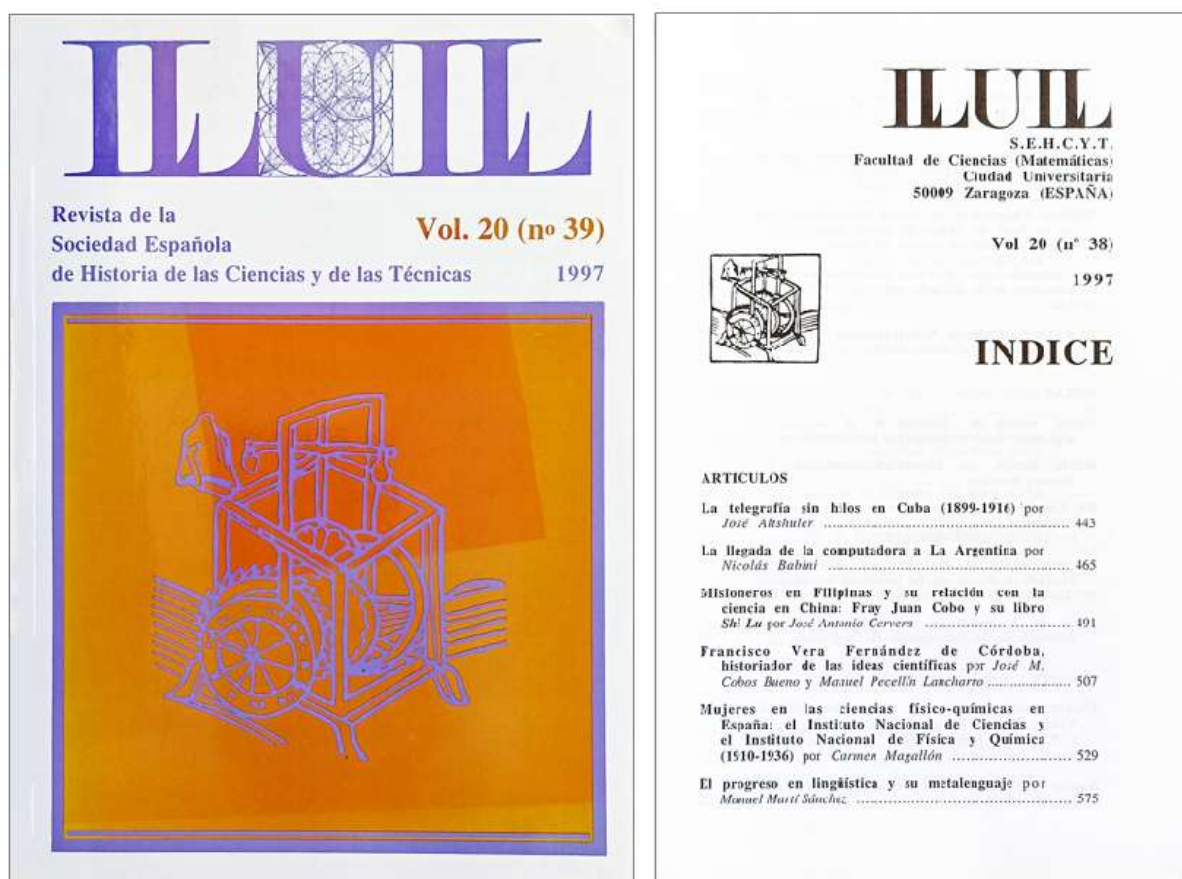 ILUIL
Revista de la
Sociedad Española
de Historia de las Ciencias y de las Técnicas
Vol. 20 (nº 39)
1997
ILUIL
S.E.H.C.Y.T.
Facultad de Ciencias (Matemáticas)
Ciudad Universitaria
50009 Zaragoza (ESPAÑA)
Vol 20 (nº 38)
1997
INDICE
ARTICULOS
La telegrafía sin hilos en Cuba (1899-1916) por
José Altshuler ........................................ 443
La llegada de la computadora a La Argentina por
Nicolás Babini ........................................ 465
Misioneros en Filipinas y su relación con la
ciencia en China: Fray Juan Cobo y su libro
Shi Lu por José Antonio Cervera ........................ 491
Francisco Vera Fernández de Córdoba,
historiador de las ideas científicas por José M.
Cobos Bueno y Manuel Pecellín Lancharro .................. 507
Mujeres en las ciencias físico-químicas en
España: el Instituto Nacional de Ciencias y
el Instituto Nacional de Física y Química
(1910-1936) por Carmen Magallón ........................ 529
El progreso en lingüística y su metalenguaje por
Manuel Martí Sánchez ........................................ 575